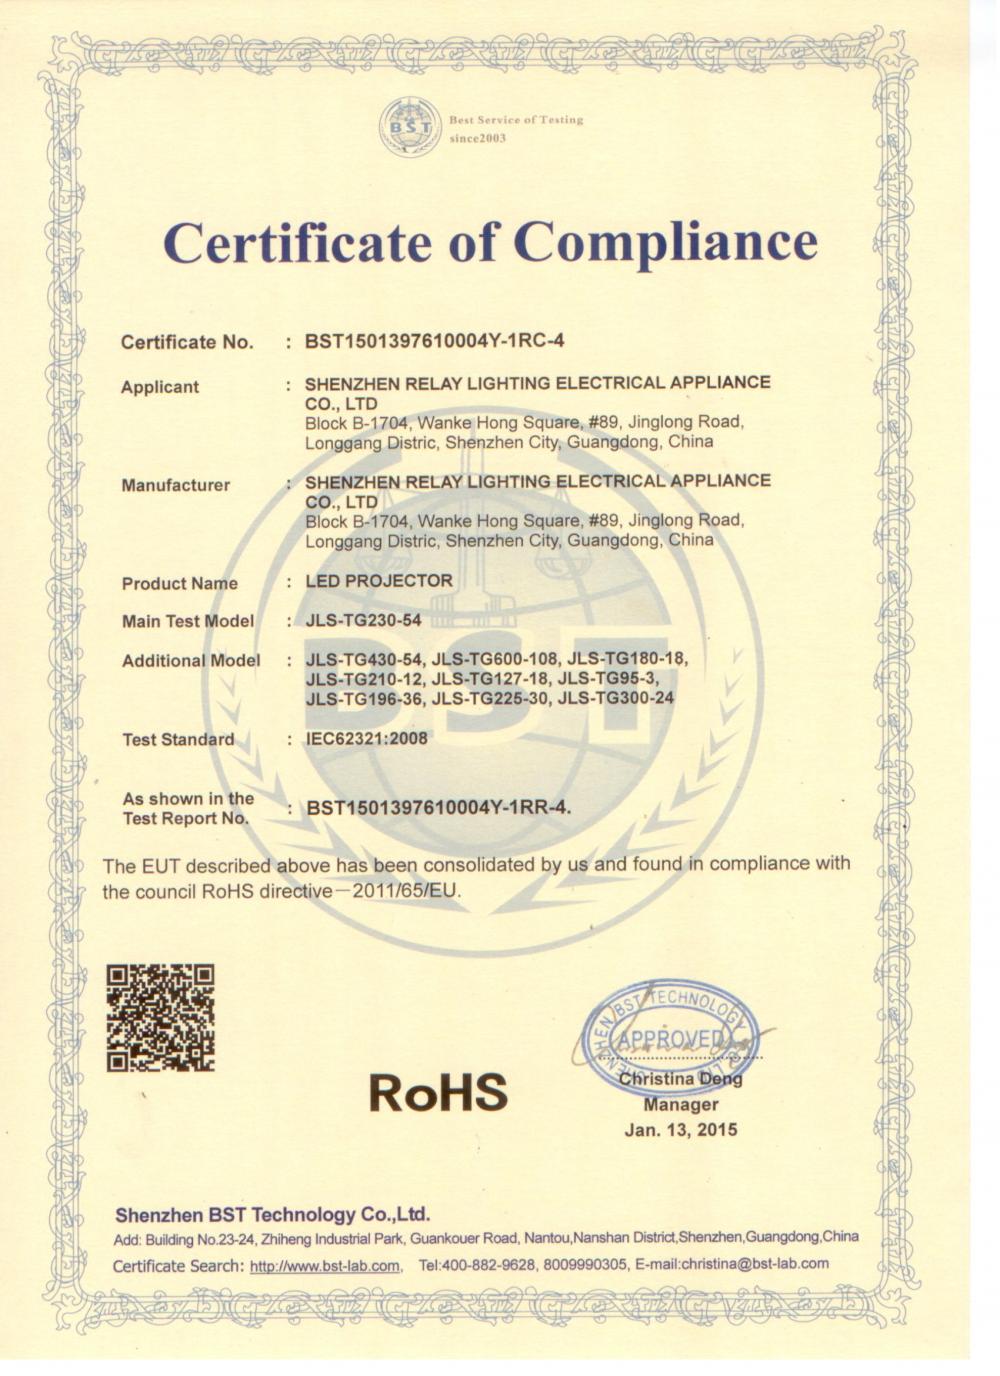 BST
Best Service of Testing
since2003
Certificate of Compliance
Certificate No. : BST1501397610004Y-1RC-4
Applicant : SHENZHEN RELAY LIGHTING ELECTRICAL APPLIANCE
CO., LTD
Block B-1704, Wanke Hong Square, #89, Jinglong Road,
Longgang Distric, Shenzhen City, Guangdong, China
Manufacturer : SHENZHEN RELAY LIGHTING ELECTRICAL APPLIANCE
CO., LTD
Block B-1704, Wanke Hong Square, #89, Jinglong Road,
Longgang Distric, Shenzhen City, Guangdong, China
Product Name : LED PROJECTOR
Main Test Model : JLS-TG230-54
Additional Model : JLS-TG430-54, JLS-TG600-108, JLS-TG180-18,
JLS-TG210-12, JLS-TG127-18, JLS-TG95-3,
JLS-TG196-36, JLS-TG225-30, JLS-TG300-24
BST
Test Standard : IEC62321:2008
As shown in the
Test Report No. : BST1501397610004Y-1RR-4.
The EUT described above has been consolidated by us and found in compliance with
the council RoHS directive－2011/65/EU.
BST TECHNOLOGY
APPROVED
Christina Deng
Manager
Jan. 13, 2015
RoHS
Shenzhen BST Technology Co.,Ltd.
Add: Building No.23-24, Zhiheng Industrial Park, Guankouer Road, Nantou,Nanshan District,Shenzhen,Guangdong,China
Certificate Search: http://www.bst-lab.com, Tel:400-882-9628, 8009990305, E-mail:christina@bst-lab.com